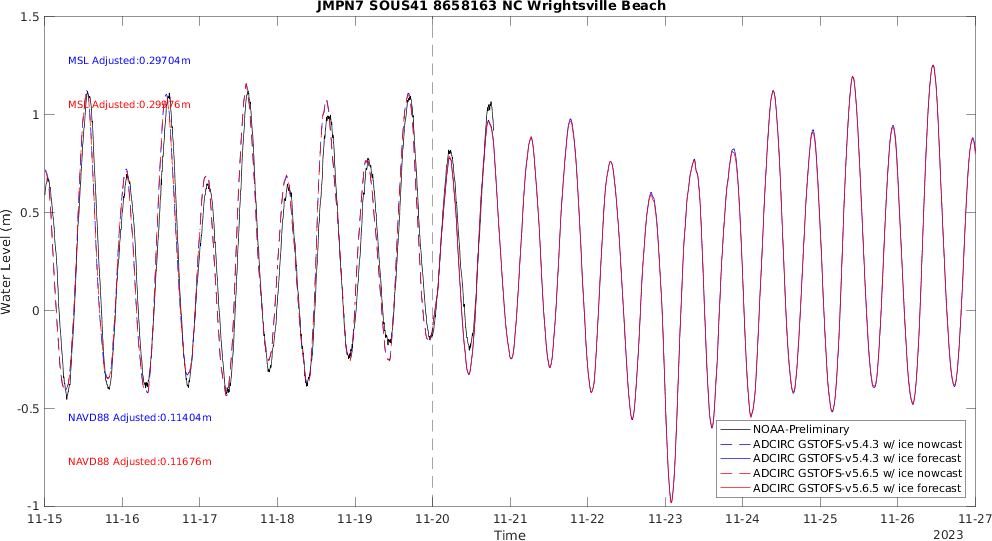 JMPN7 SOUS41 8658163 NC Wrightsville Beach
1.5
1
0.5
0
-0.5
-1
Water Level (m)
MSL Adjusted:0.29704m
MSL Adjusted:0.29976m
NAVD88 Adjusted:0.11404m
NAVD88 Adjusted:0.11676m
NOAA-Preliminary
ADCIRC GSTOFS-v5.4.3 w/ ice nowcast
ADCIRC GSTOFS-v5.4.3 w/ ice forecast
ADCIRC GSTOFS-v5.6.5 w/ ice nowcast
ADCIRC GSTOFS-v5.6.5 w/ ice forecast
11-15 11-16 11-17 11-18 11-19 11-20 11-21 11-22 11-23 11-24 11-25 11-26 11-27
Time
2023